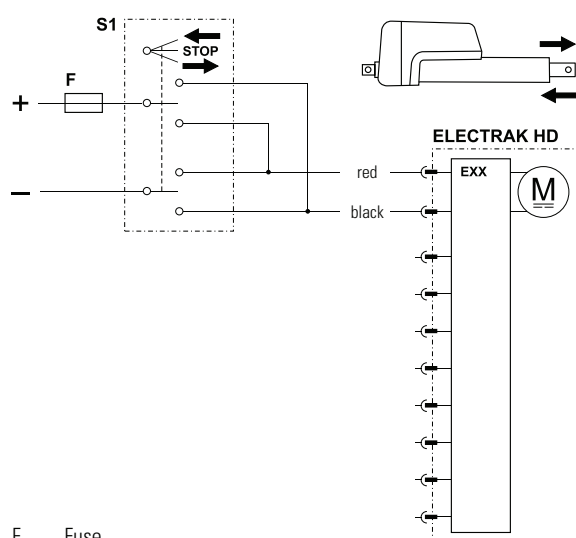 S1
STOP
F
+
–
ELECTRAK HD
red
EXX
M
black
F Fuse